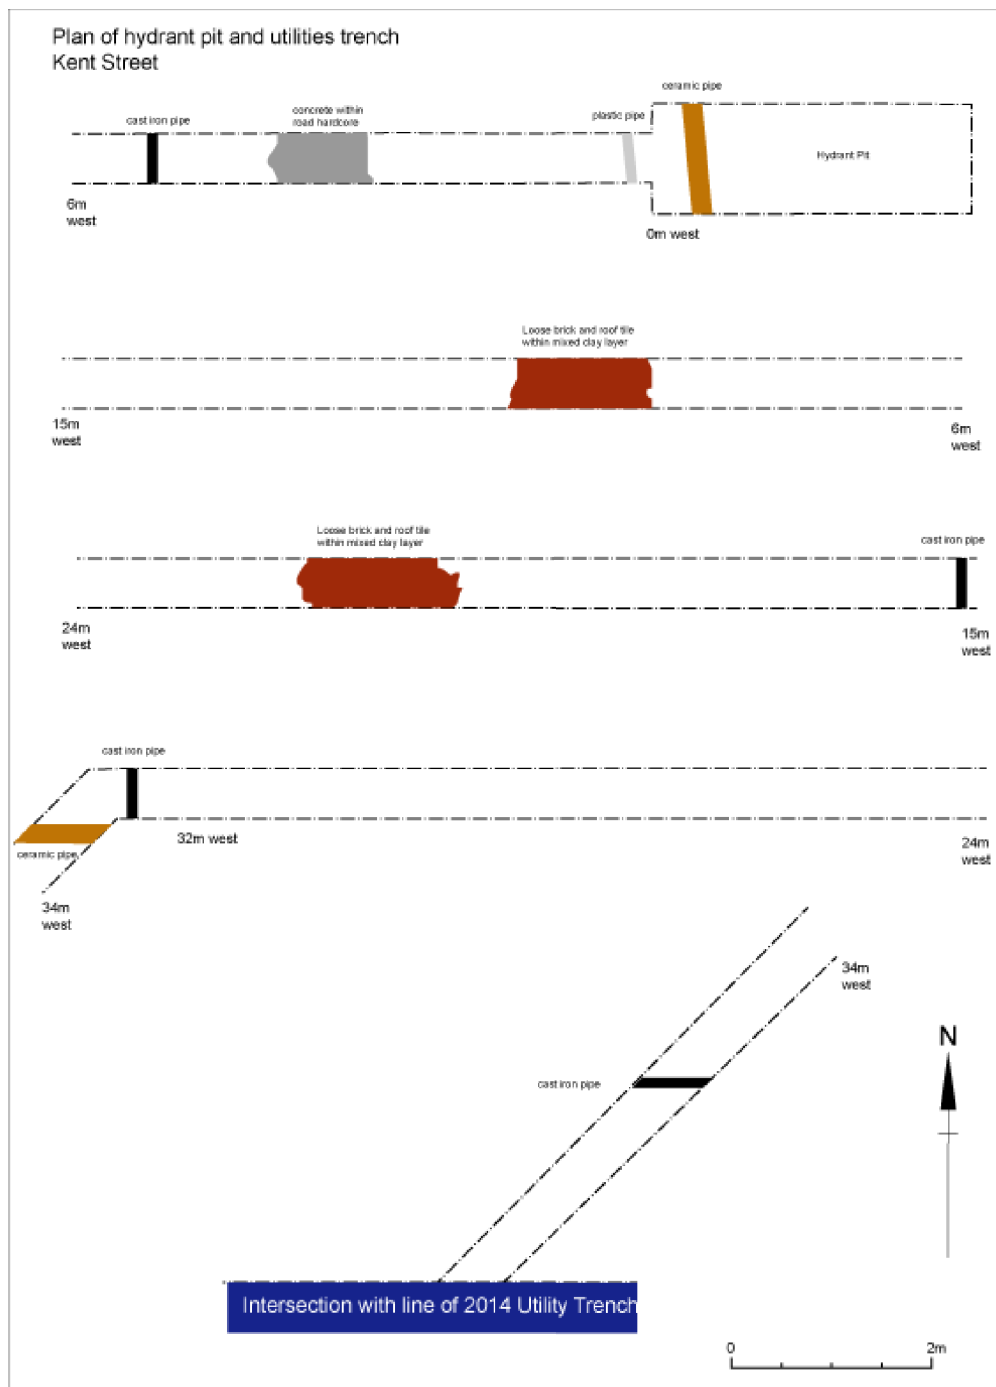 Plan of hydrant pit and utilities trench
Kent Street
ceramic pipe
concrete within
road hardcore
cast iron pipe
plastic pipe
Hydrant Pit
6m
west
0m west
Loose brick and roof tile
within mixed clay layer
15m
west
6m
west
Loose brick and roof tile
within mixed clay layer
cast iron pipe
24m
west
15m
west
cast iron pipe
32m west
24m
west
ceramic pipe
34m
west
34m
west
N
cast iron pipe
Intersection with line of 2014 Utility Trench
0
2m